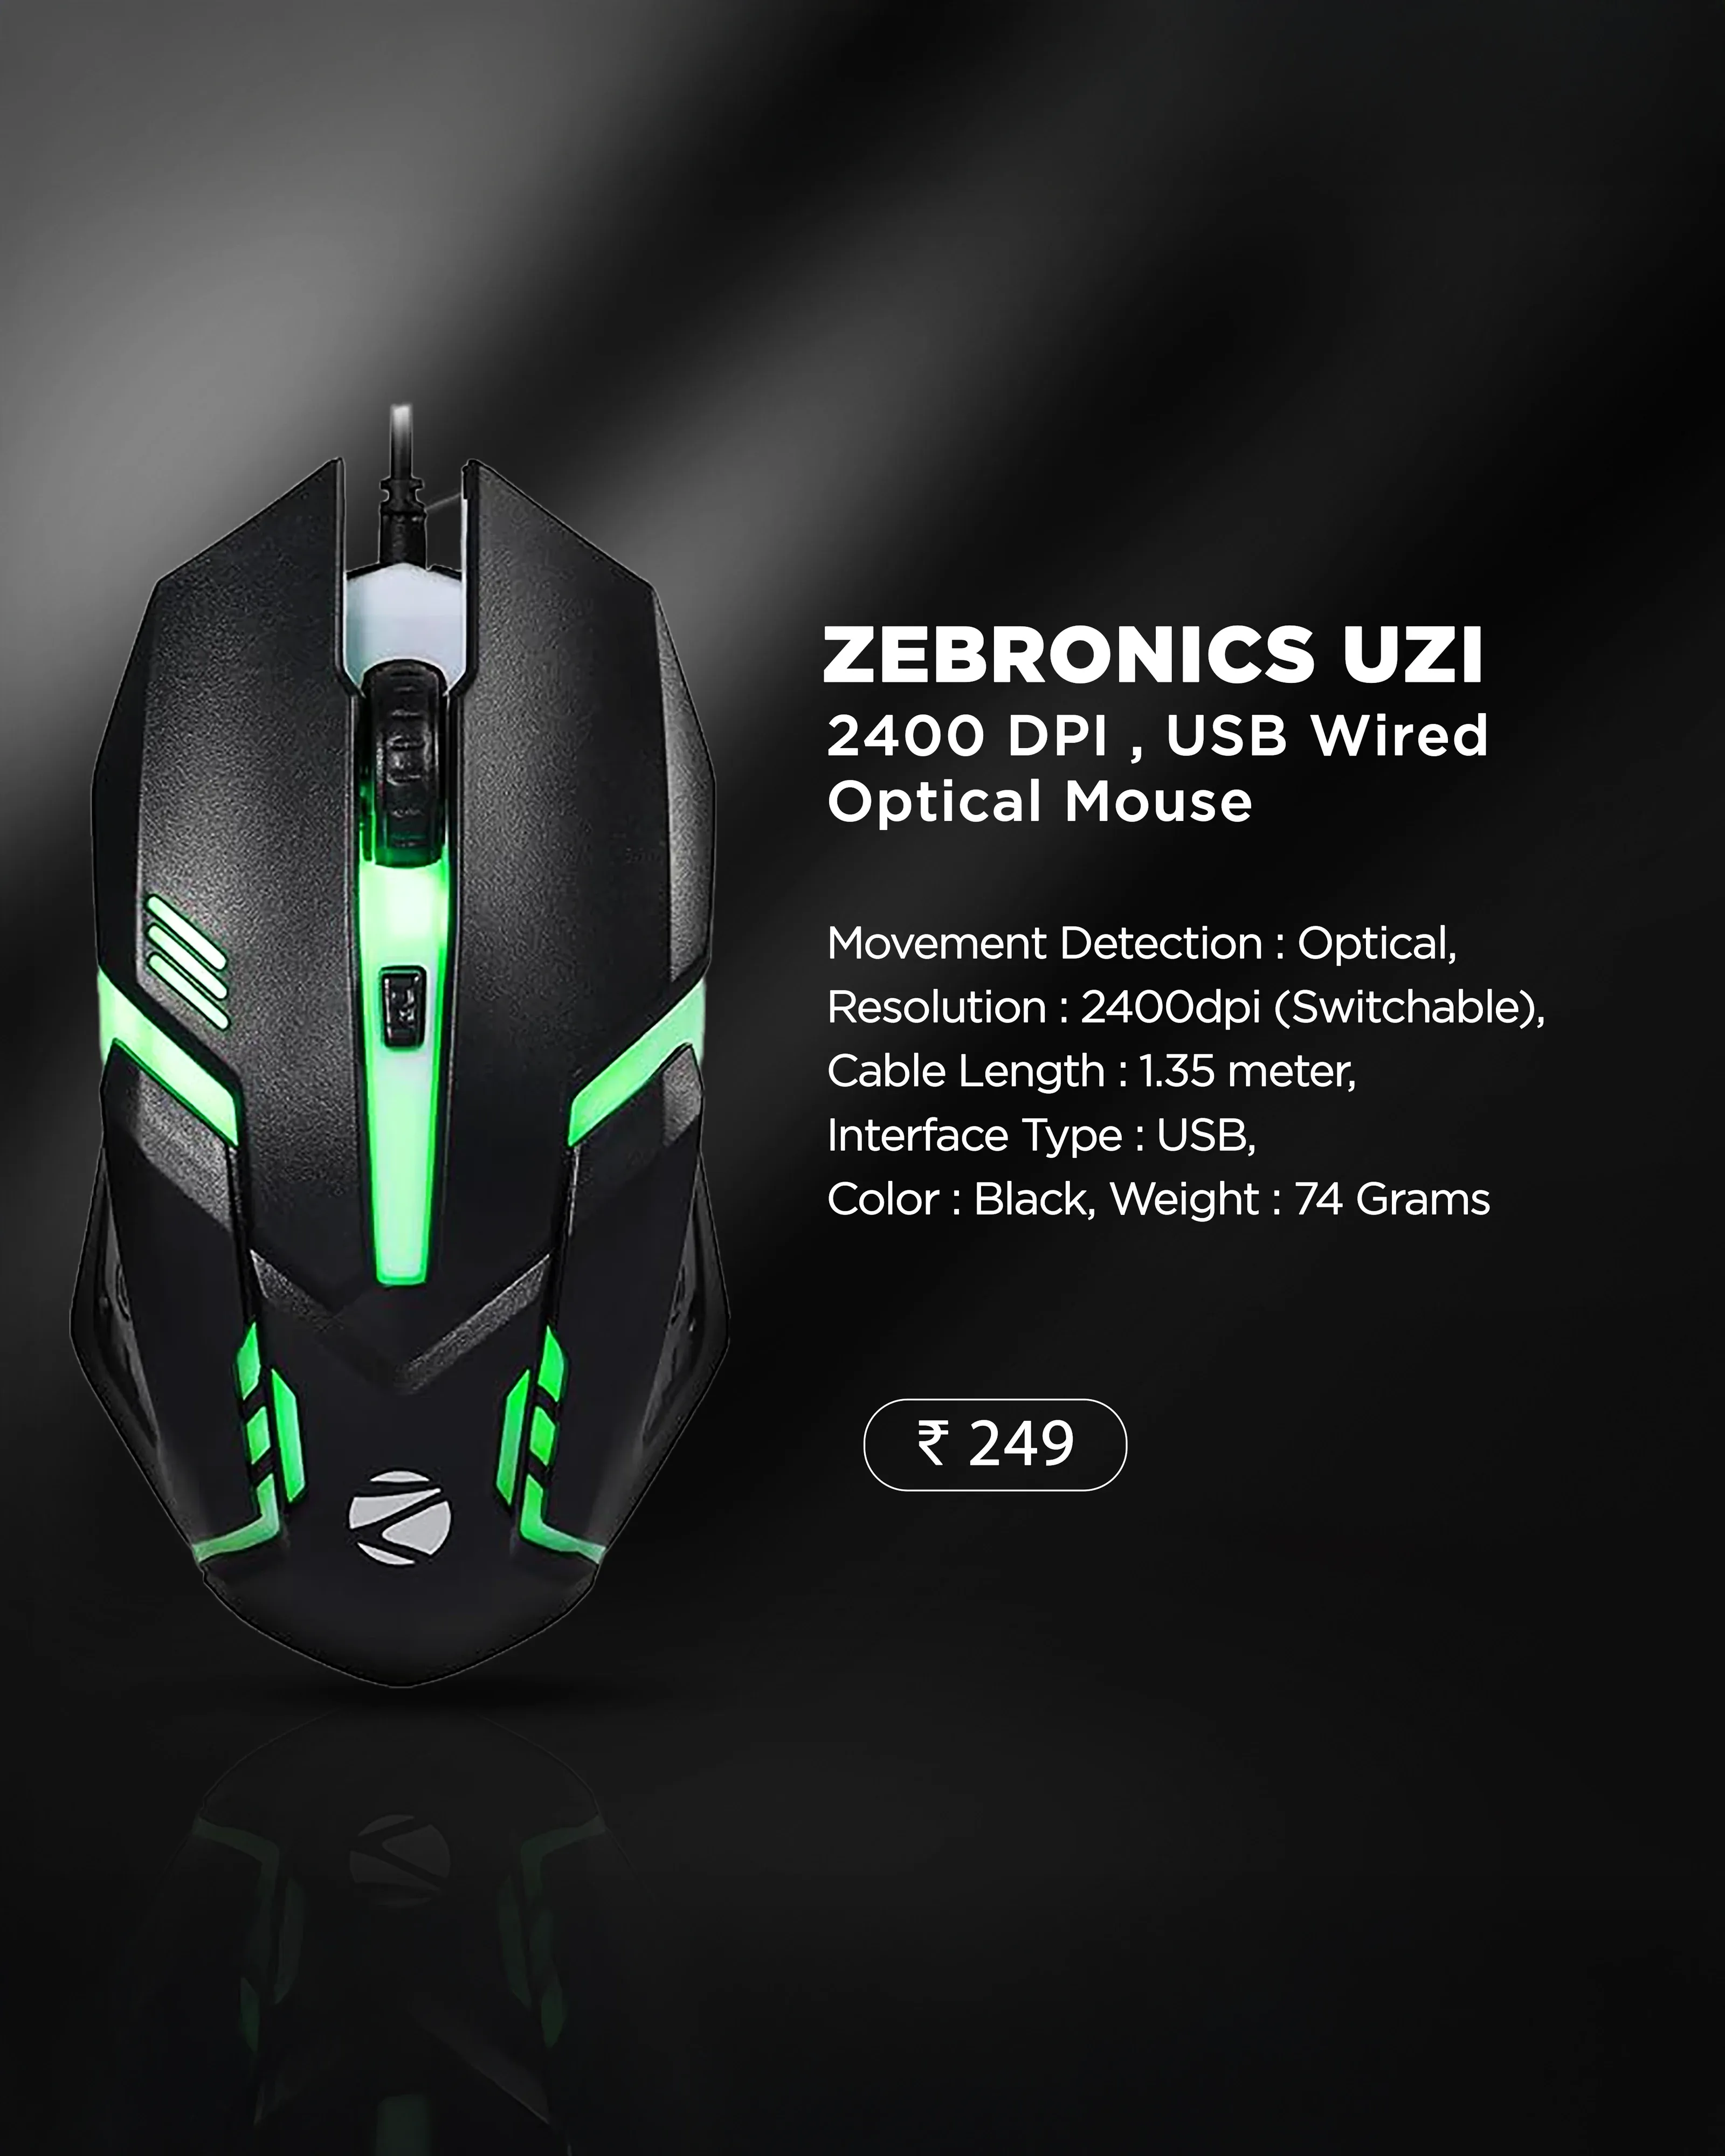 ZEBRONICS UZI
2400 DPI , USB Wired
Optical Mouse
Movement Detection : Optical,
Resolution : 2400dpi (Switchable),
Cable Length : 1.35 meter,
Interface Type : USB,
Color : Black, Weight : 74 Grams
₹ 249